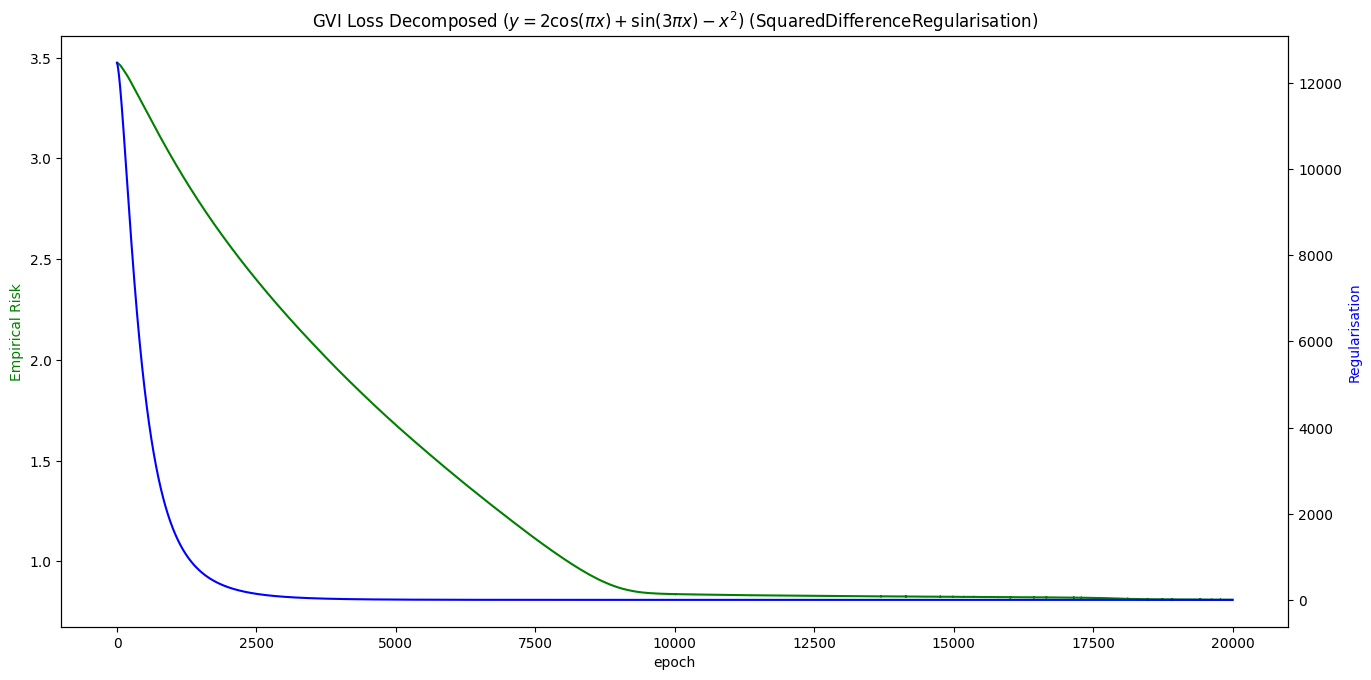 GVI Loss Decomposed (y = 2cos(πx) + sin(3πx) − x²) (SquaredDifferenceRegularisation)
Empirical Risk
3.5
3.0
2.5
2.0
1.5
1.0
12000
10000
8000
6000
4000
2000
0
Regularisation
0 2500 5000 7500 10000 12500 15000 17500 20000
epoch